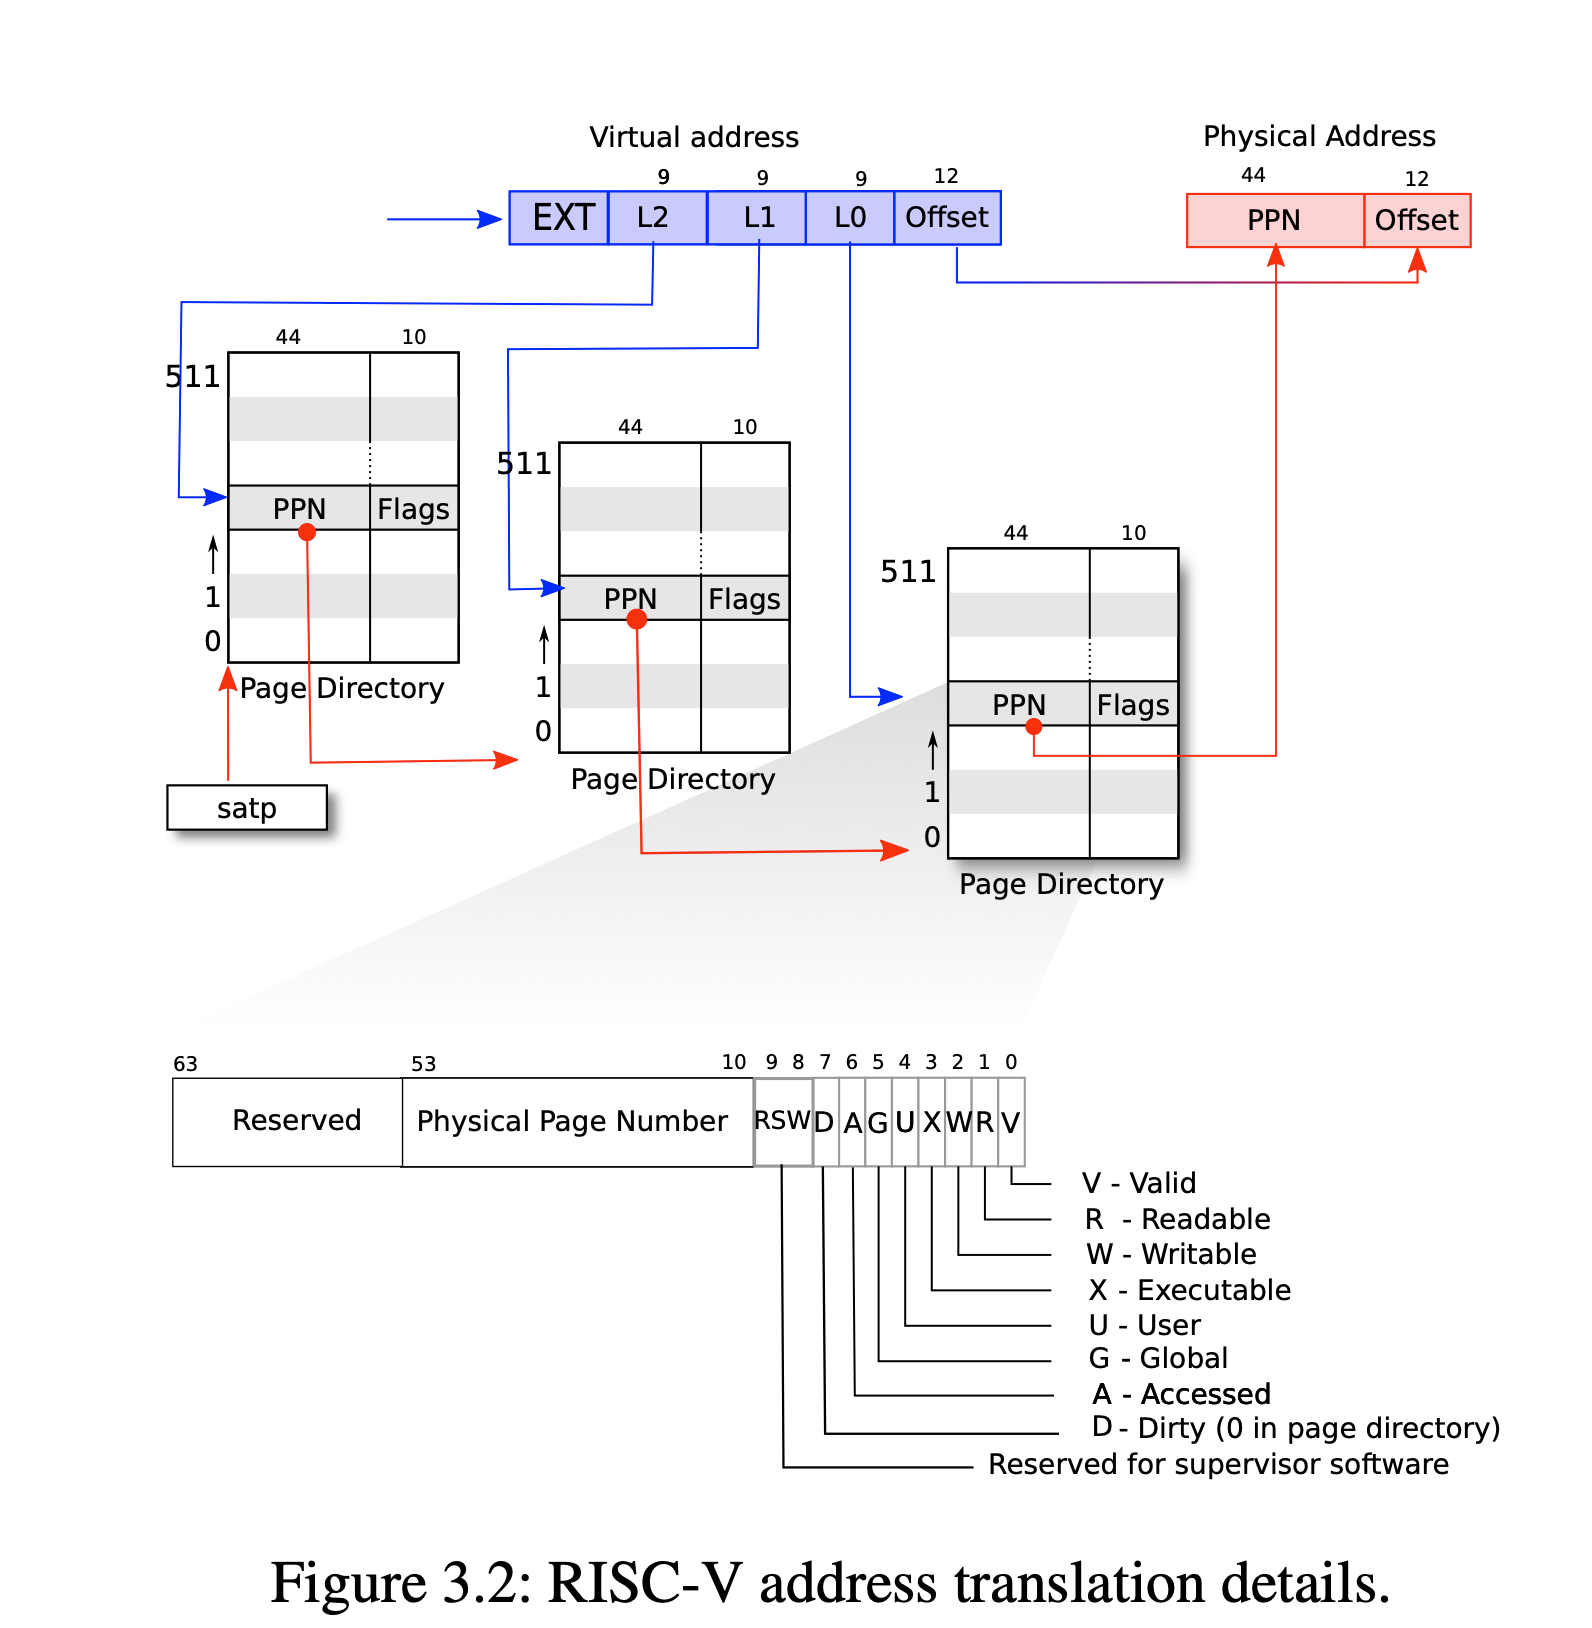 Virtual address
Physical Address
9 9 9 12
44 12
EXT L2 L1 L0 Offset
PPN Offset
44 10
511
PPN Flags
1
0
Page Directory
satp
44 10
511
PPN Flags
1
0
Page Directory
44 10
511
PPN Flags
1
0
Page Directory
63 53 10 9 8 7 6 5 4 3 2 1 0
Reserved Physical Page Number RSW D A G U X W R V
V - Valid
R - Readable
W - Writable
X - Executable
U - User
G - Global
A - Accessed
D - Dirty (0 in page directory)
Reserved for supervisor software
Figure 3.2: RISC-V address translation details.